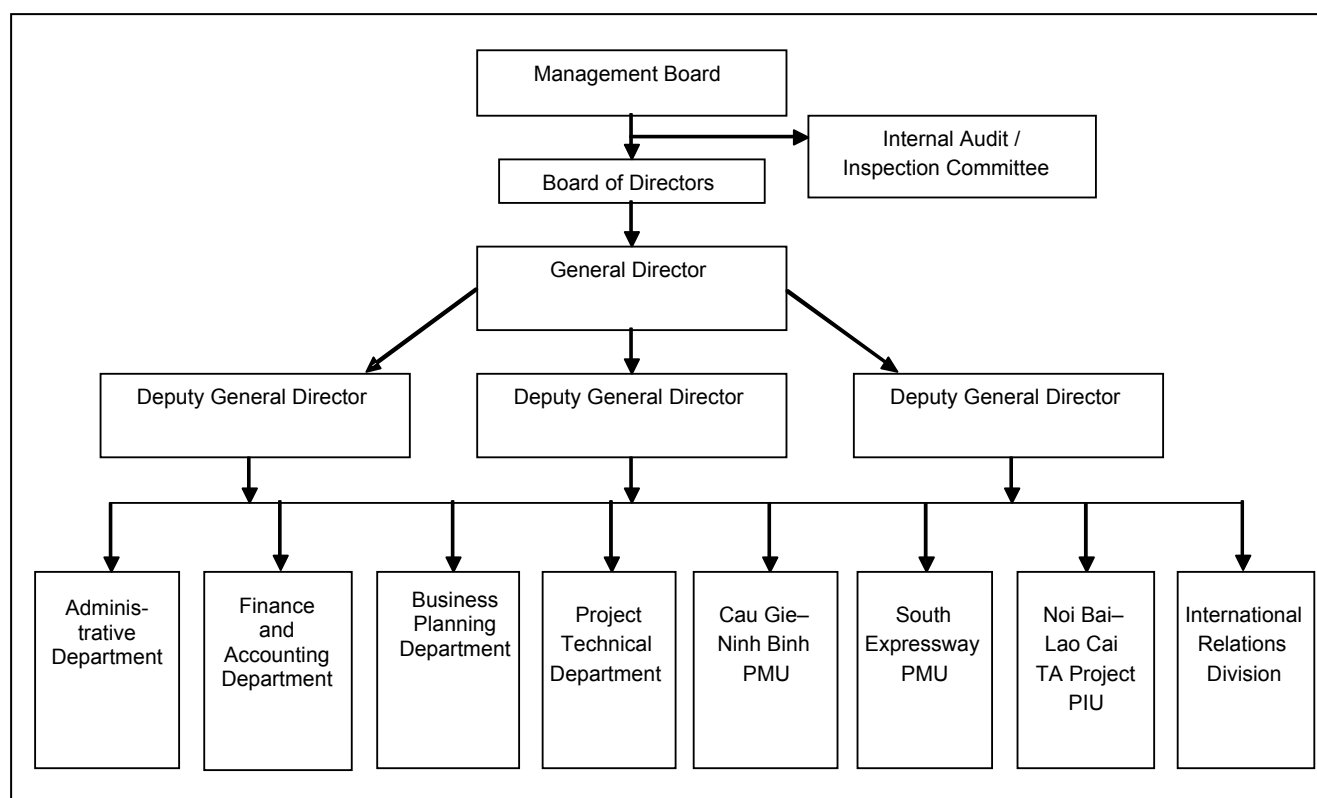 Management Board
Internal Audit /
Inspection Committee
Board of Directors
General Director
Deputy General Director
Deputy General Director
Deputy General Director
Adminis-
trative
Department
Finance
and
Accounting
Department
Business
Planning
Department
Project
Technical
Department
Cau Gie–
Ninh Binh
PMU
South
Expressway
PMU
Noi Bai–
Lao Cai
TA Project
PIU
International
Relations
Division